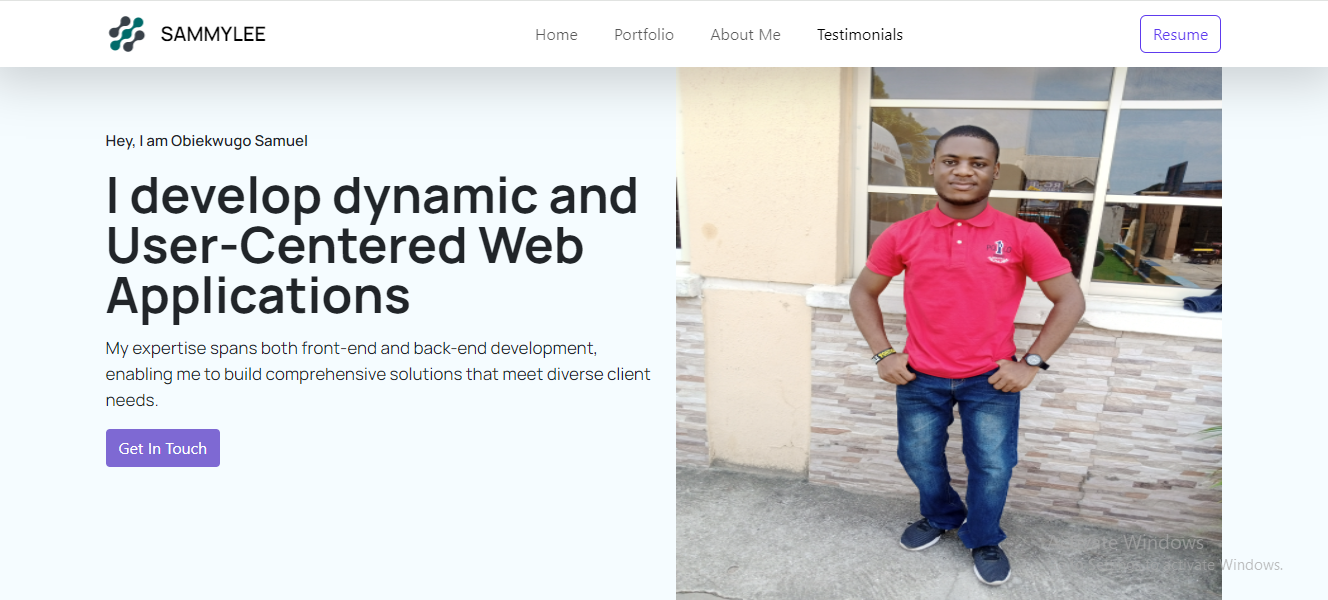 SAMMYLEE
Home
Portfolio
About Me
Testimonials
Resume
Hey, I am Obiekwugo Samuel
I develop dynamic and
User-Centered Web
Applications
My expertise spans both front-end and back-end development,
enabling me to build comprehensive solutions that meet diverse client
needs.
Get In Touch
Activate Windows
activate Windows.